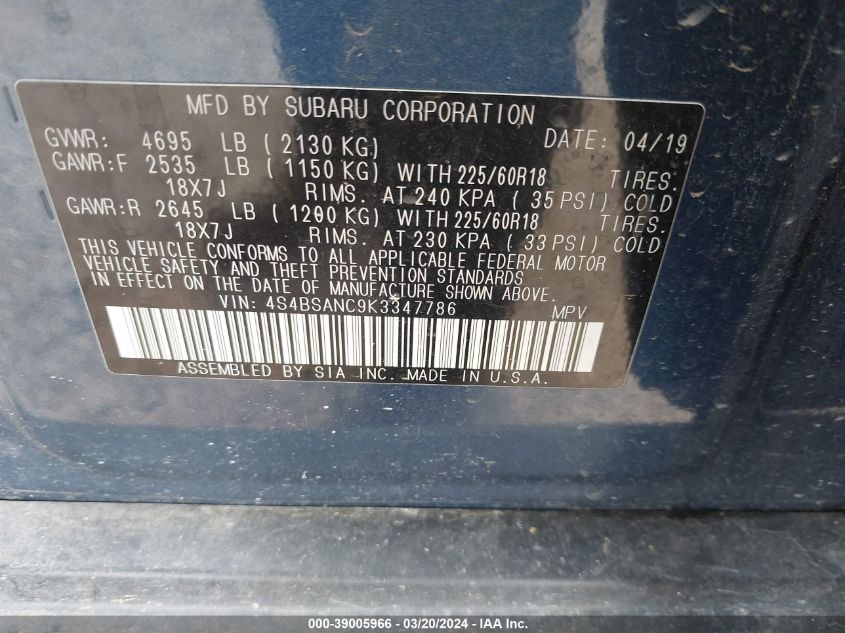 MFD BY SUBARU CORPORATION
GVWR: 4695 LB ( 2130 KG) DATE: 04/19
GAWR:F 2535 LB ( 1150 KG) WITH 225/60R18 TIRES.
18X7J RIMS. AT 240 KPA ( 35 PSI) COLD
GAWR:R 2645 LB ( 1200 KG) WITH 225/60R18 TIRES.
18X7J RIMS. AT 230 KPA ( 33 PSI) COLD
THIS VEHICLE CONFORMS TO ALL APPLICABLE FEDERAL MOTOR
VEHICLE SAFETY AND THEFT PREVENTION STANDARDS
IN EFFECT ON THE DATE OF MANUFACTURE SHOWN ABOVE.
VIN: 4S4BSANC9K3347786 MPV
ASSEMBLED BY SIA INC. MADE IN U.S.A.
000-39005966 - 03/20/2024 - IAA Inc.